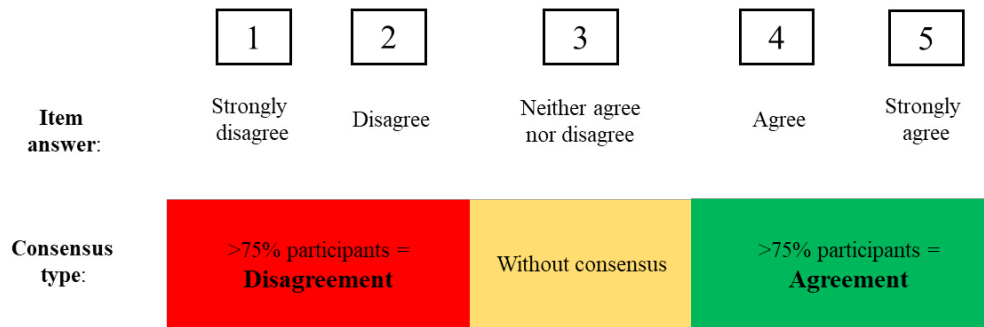 1 2 3 4 5
Item answer:
Strongly disagree
Disagree
Neither agree nor disagree
Agree
Strongly agree
Consensus type:
>75% participants =
Disagreement
Without consensus
>75% participants =
Agreement